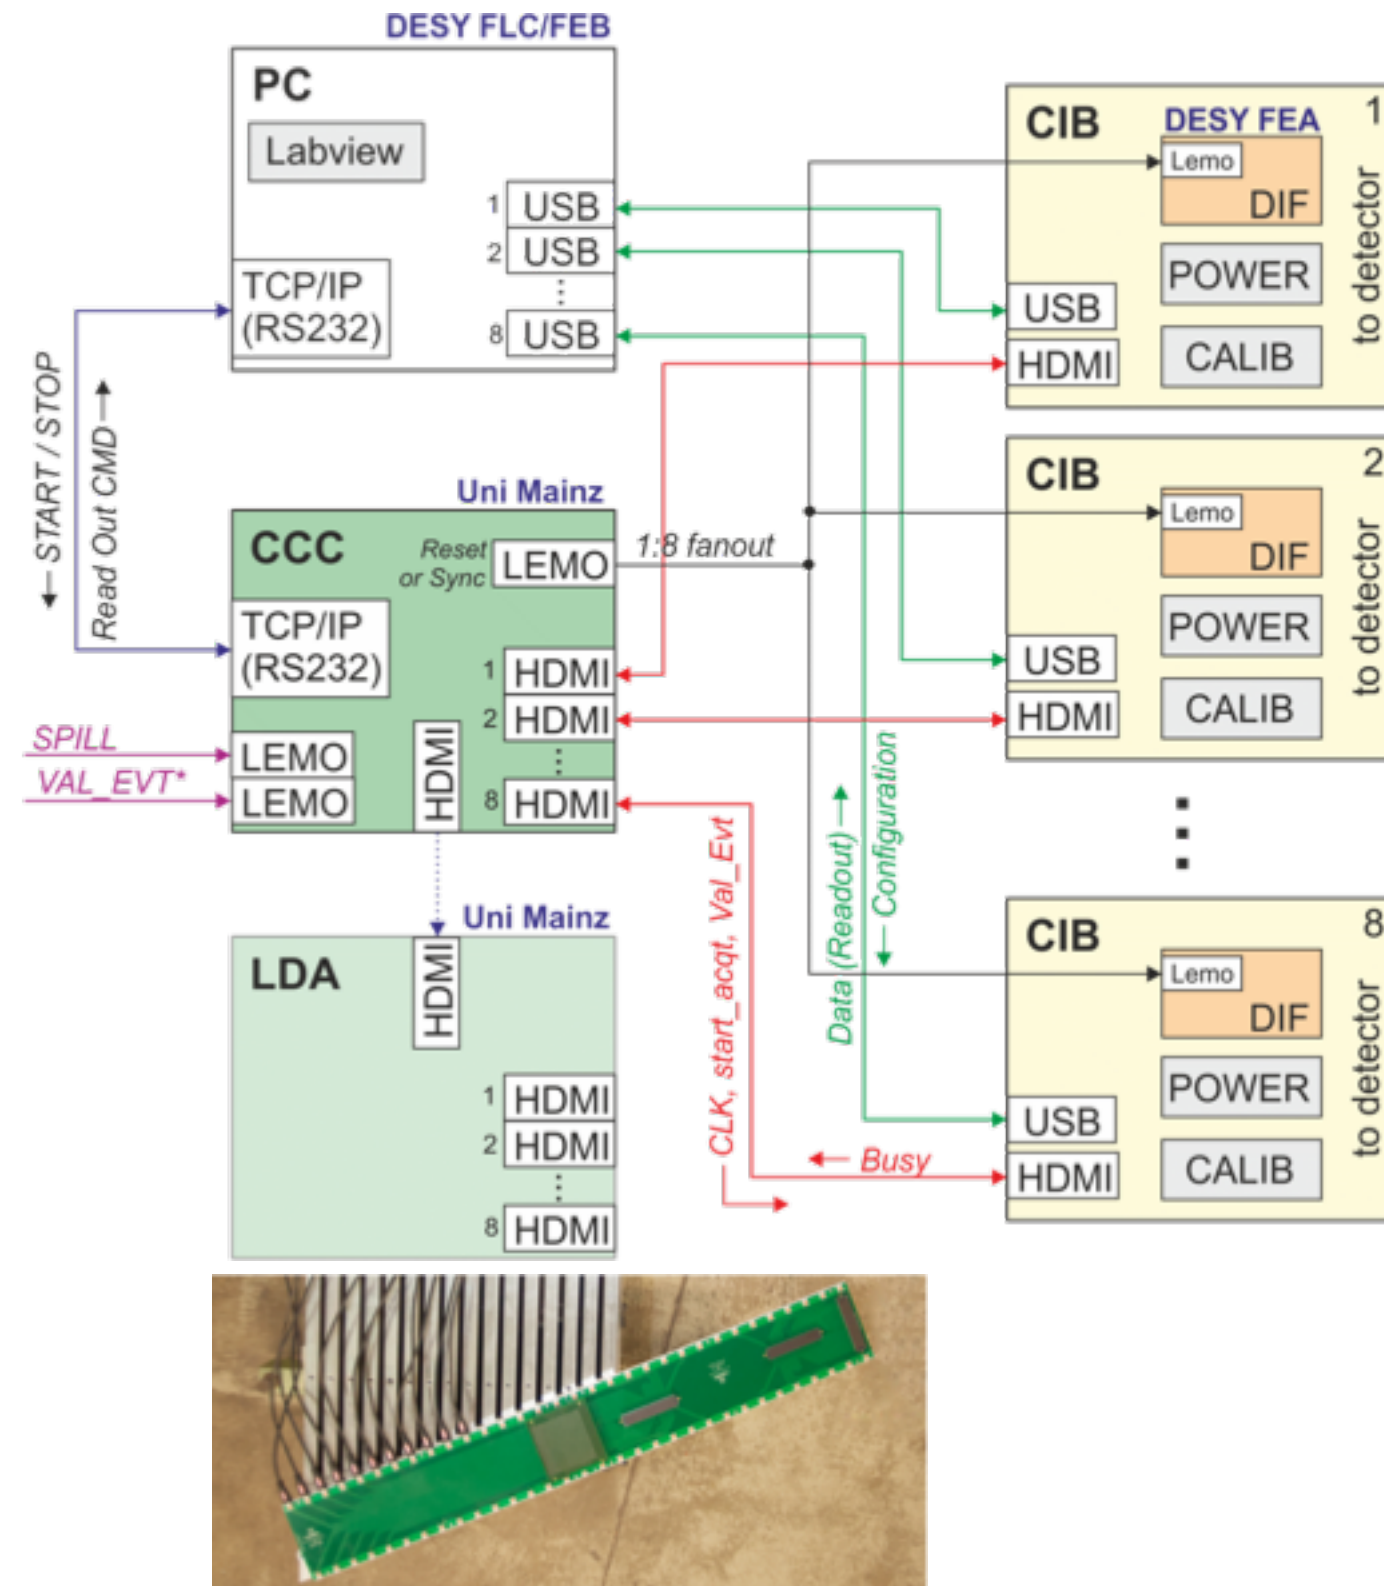 DESY FLC/FEB
PC
Labview
1 USB
2 USB
8 USB
TCP/IP
(RS232)
START / STOP
Read Out CMD
Uni Mainz
CCC
Reset
or Sync
LEMO
1:8 fanout
TCP/IP
(RS232)
1 HDMI
2 HDMI
8 HDMI
HDMI
SPILL
LEMO
VAL_EVT*
LEMO
Uni Mainz
LDA
HDMI
1 HDMI
2 HDMI
8 HDMI
CLK, start_acqt, Val_Evt
Data (Readout)
Configuration
Busy
CIB
DESY FEA
1
Lemo
DIF
POWER
USB
HDMI
CALIB
to detector
CIB
2
Lemo
DIF
POWER
USB
HDMI
CALIB
to detector
CIB
8
Lemo
DIF
POWER
USB
HDMI
CALIB
to detector